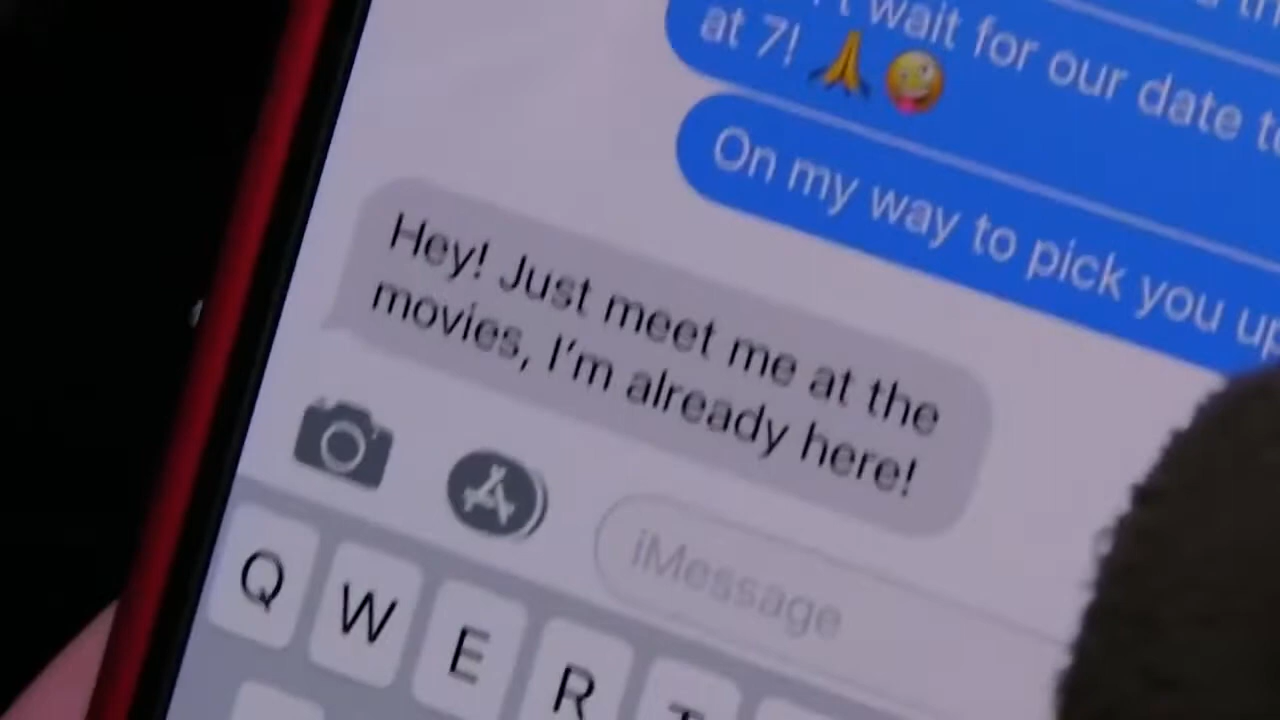 wait for our date
at 7! 🙏🤪
On my way to pick you up
Hey! Just meet me at the
movies, I'm already here!
iMessage
Q W E R T